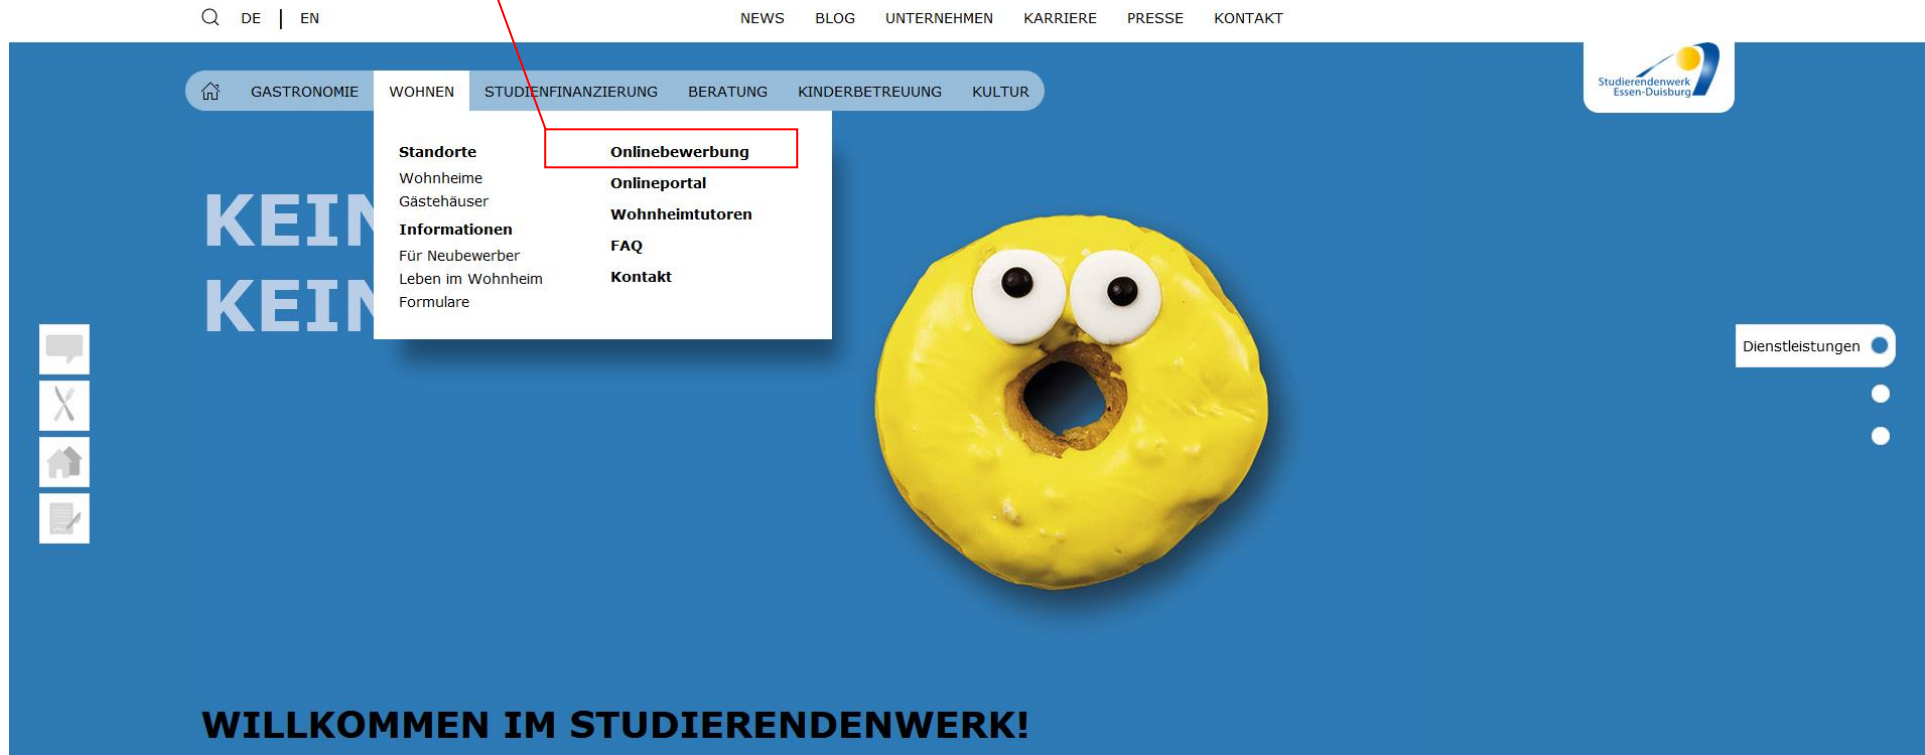 DE | EN
NEWS BLOG UNTERNEHMEN KARRIERE PRESSE KONTAKT
Studierendenwerk
Essen-Duisburg
GASTRONOMIE WOHNEN STUDIENFINANZIERUNG BERATUNG KINDERBETREUUNG KULTUR
Standorte
Wohnheime
Gästehäuser
Informationen
Für Neubewerber
Leben im Wohnheim
Formulare
Onlinebewerbung
Onlineportal
Wohnheimtutoren
FAQ
Kontakt
KEIN
KEIN
Dienstleistungen
WILLKOMMEN IM STUDIERENDENWERK!